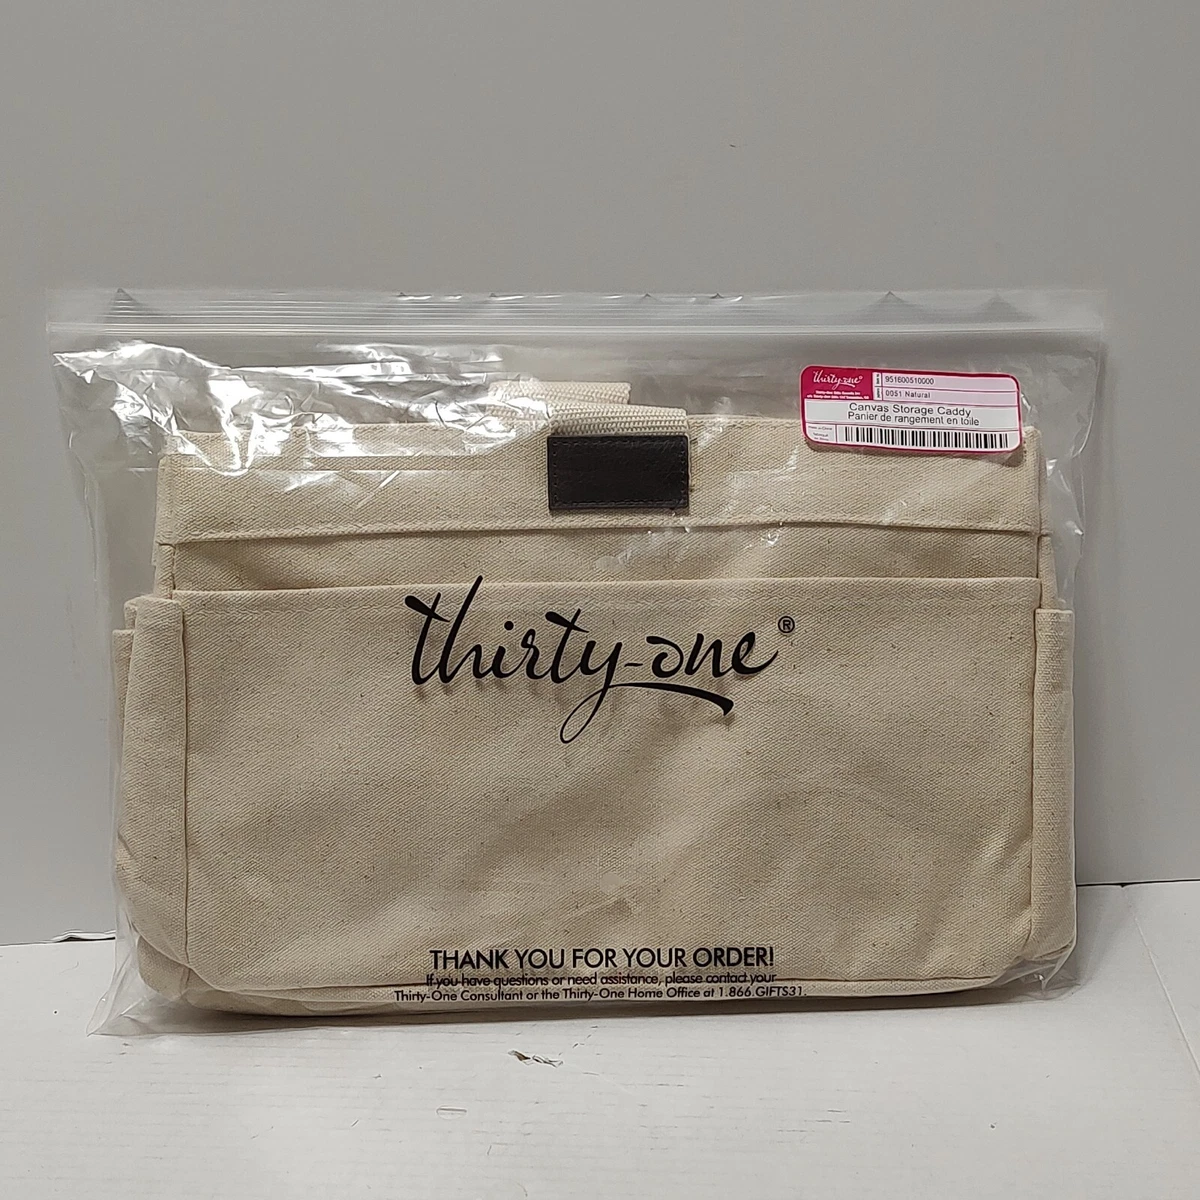 thirty-one
951600510000
0051 Natural
Canvas Storage Caddy
Panier de rangement en toile
thirty-one®
THANK YOU FOR YOUR ORDER!
If you have questions or need assistance, please contact your
Thirty-One Consultant or the Thirty-One Home Office at 1.866.GIFTS31.